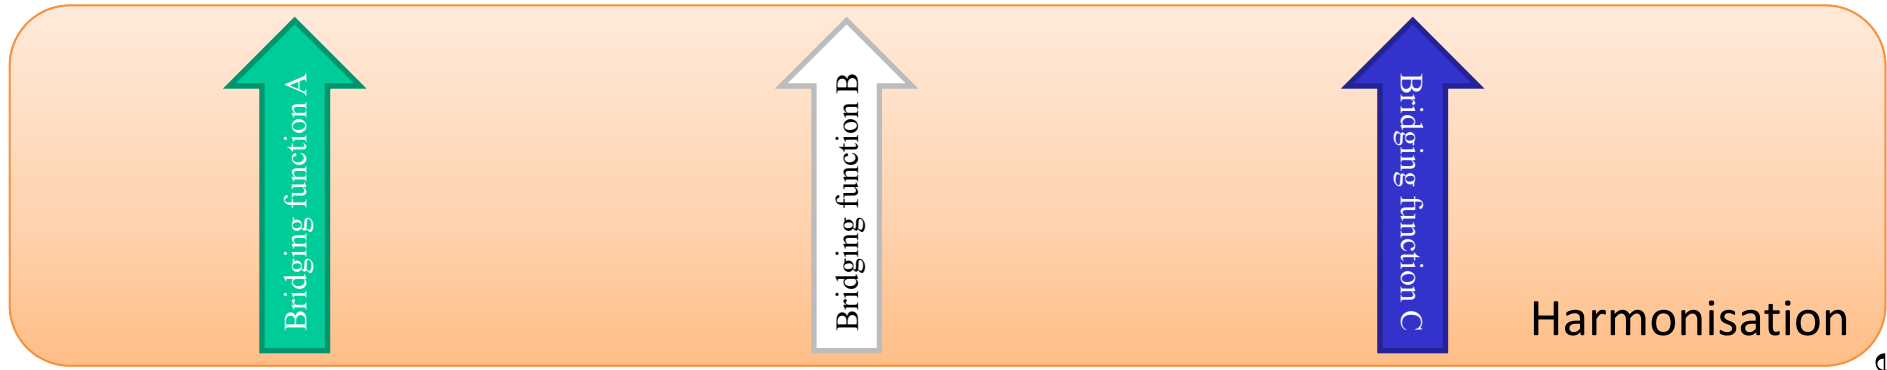 Bridging function A
Bridging function B
Bridging function C
Harmonisation